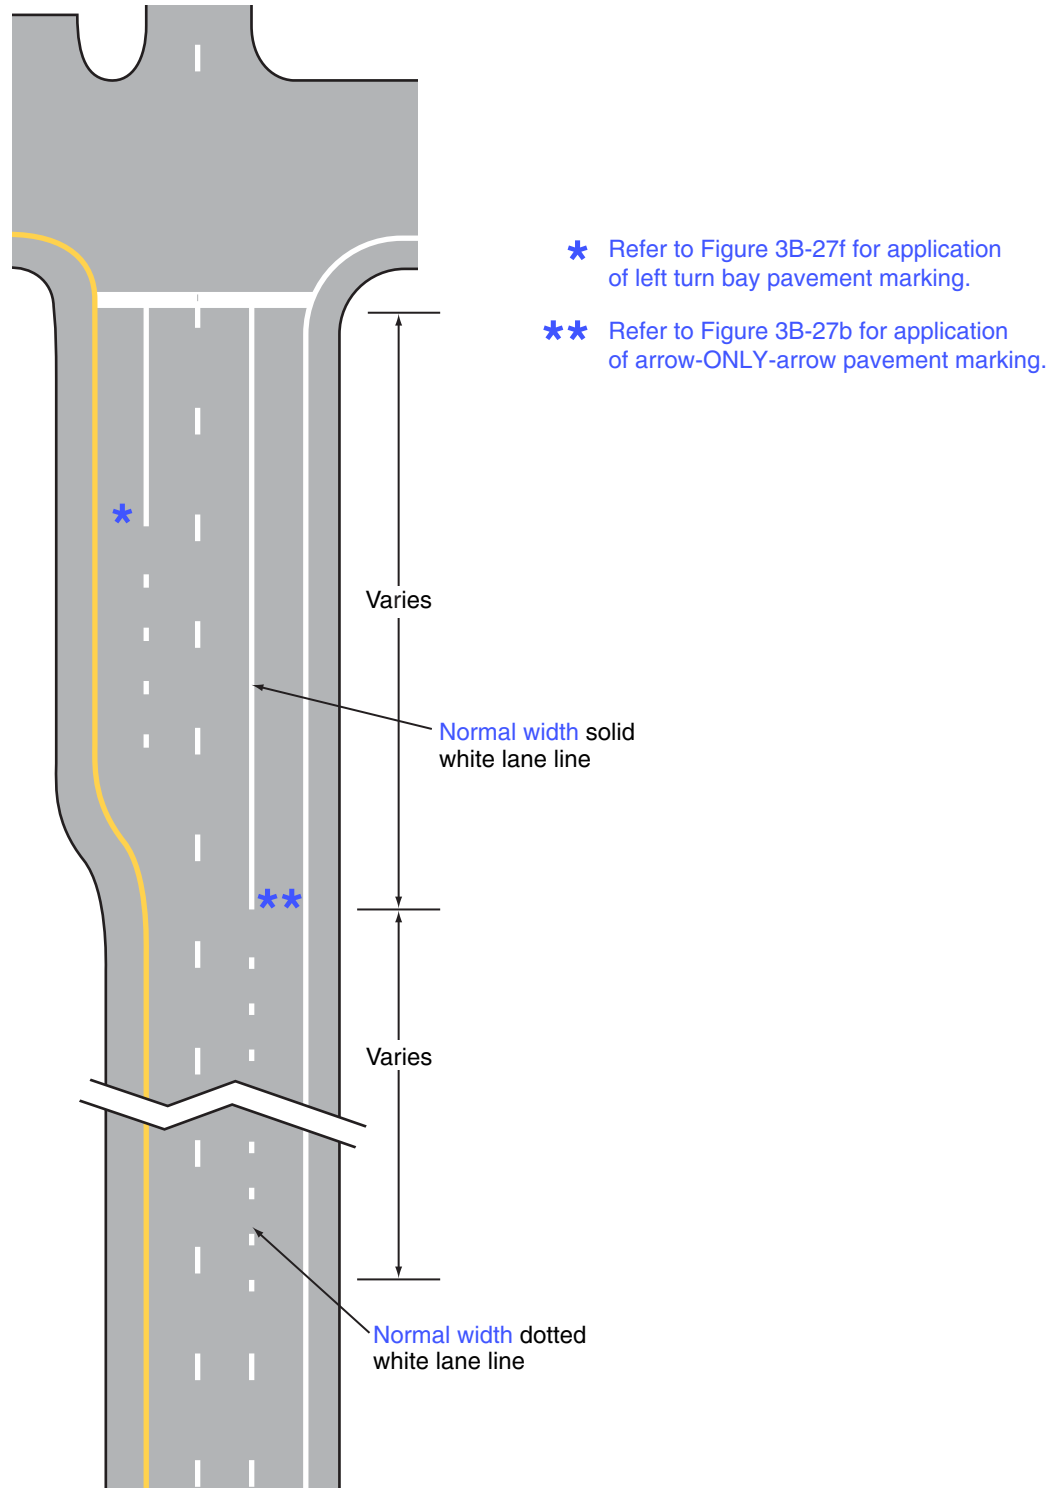 * Refer to Figure 3B-27f for application
of left turn bay pavement marking.
** Refer to Figure 3B-27b for application
of arrow-ONLY-arrow pavement marking.
*
Varies
Normal width solid
white lane line
**
Varies
Normal width dotted
white lane line